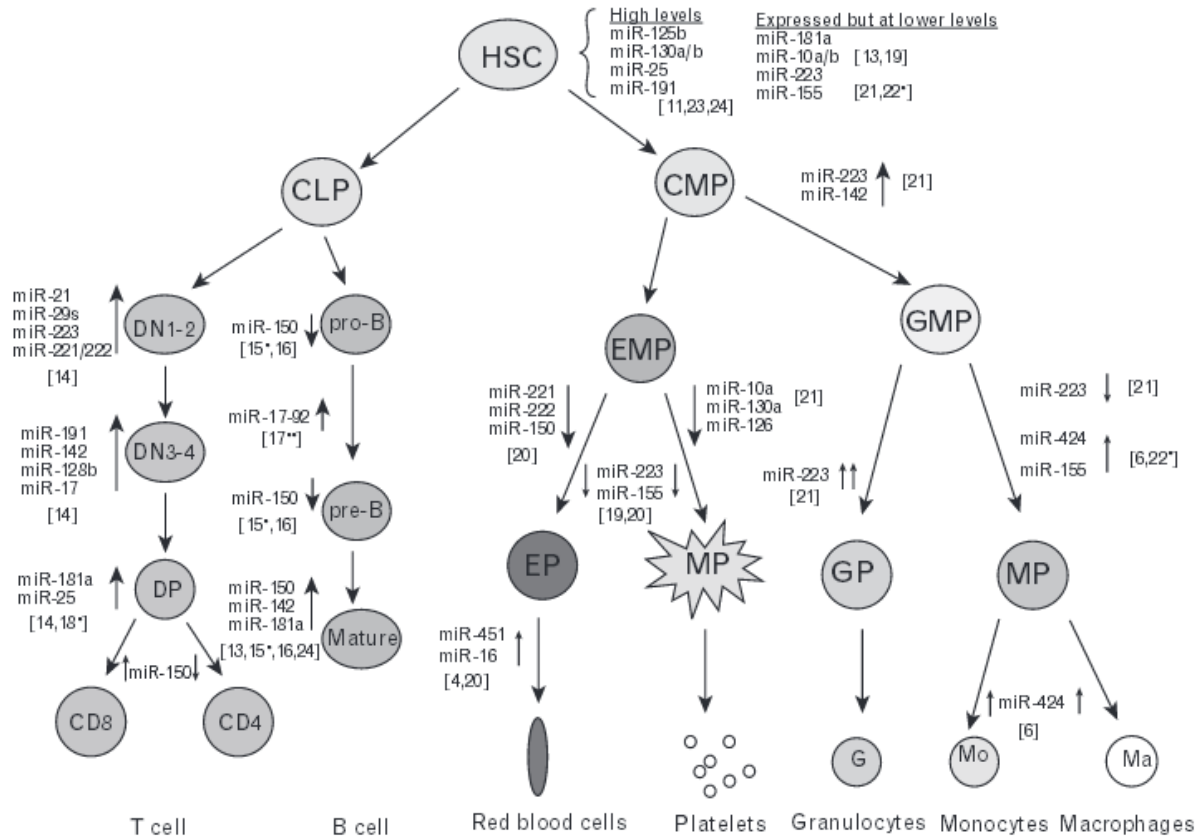 HSC
High levels
miR-125b
miR-130a/b
miR-25
miR-191
[11,23,24]
Expressed but at lower levels
miR-181a
miR-10a/b [13,19]
miR-223
miR-155 [21,22•]
CLP
CMP
miR-223
miR-142
[21]
miR-21
miR-29s
miR-223
miR-221/222
[14]
DN1-2
miR-150
[15•,16]
pro-B
EMP
GMP
miR-191
miR-142
miR-128b
miR-17
[14]
DN3-4
miR-17-92
[17••]
miR-150
[15•,16]
pre-B
miR-221
miR-222
miR-150
[20]
miR-10a
miR-130a
miR-126
[21]
miR-223
miR-155
[19,20]
miR-223
[21]
miR-223 [21]
miR-424
miR-155
[6,22•]
miR-181a
miR-25
[14,18•]
DP
miR-150
miR-142
miR-181a
[13,15•,16,24]
Mature
EP
MP
GP
MP
miR-150
CD8
CD4
miR-451
miR-16
[4,20]
miR-424
[6]
G
Mo
Ma
T cell
B cell
Red blood cells
Platelets
Granulocytes
Monocytes
Macrophages